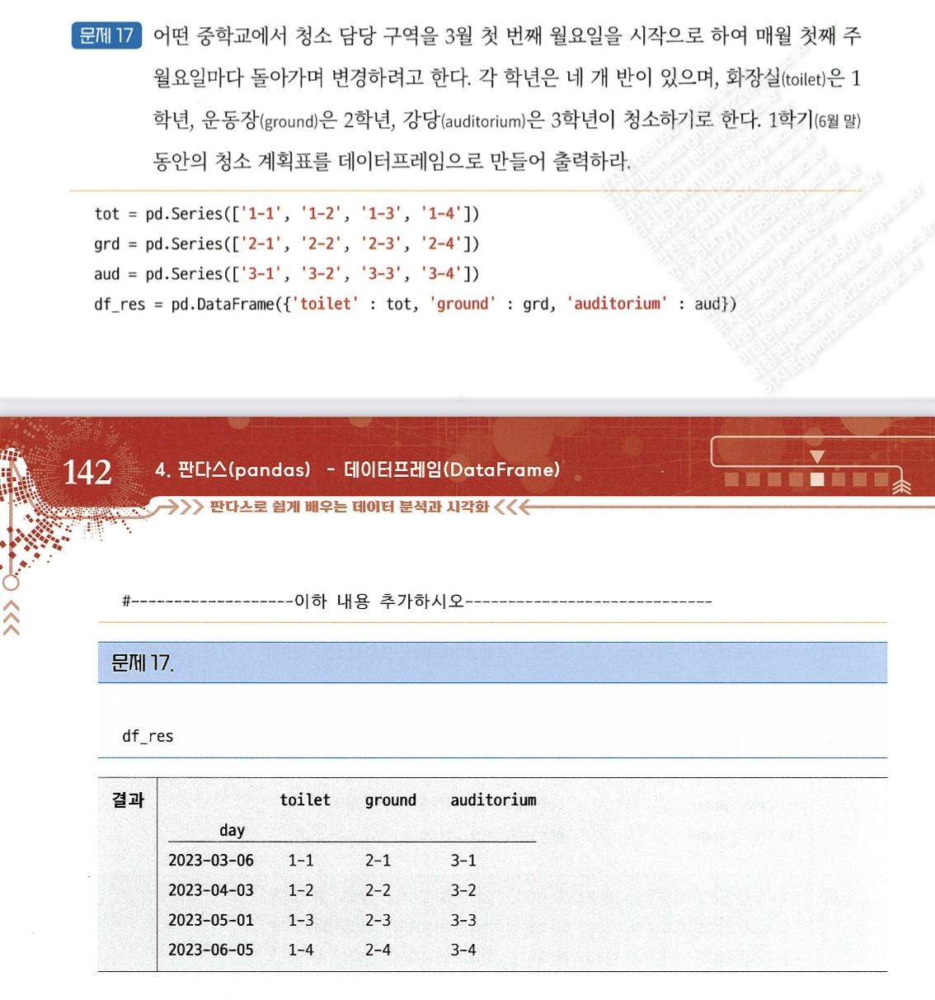 문제 17 어떤 중학교에서 청소 담당 구역을 3월 첫 번째 월요일을 시작으로 하여 매월 첫째 주
월요일마다 돌아가며 변경하려고 한다. 각 학년은 네 개 반이 있으며, 화장실(toilet)은 1
학년, 운동장(ground)은 2학년, 강당(auditorium)은 3학년이 청소하기로 한다. 1학기(6월 말)
동안의 청소 계획표를 데이터프레임으로 만들어 출력하라.
tot = pd.Series(['1-1', '1-2', '1-3', '1-4'])
grd = pd.Series(['2-1', '2-2', '2-3', '2-4'])
aud = pd.Series(['3-1', '3-2', '3-3', '3-4'])
df_res = pd.DataFrame({'toilet' : tot, 'ground' : grd, 'auditorium' : aud})
142 4. 판다스(pandas) - 데이터프레임(DataFrame)
판다스로 쉽게 배우는 데이터 분석과 시각화
#-------------------이하 내용 추가하시오-----------------------------
문제 17.
df_res
결과 toilet ground auditorium
day
2023-03-06 1-1 2-1 3-1
2023-04-03 1-2 2-2 3-2
2023-05-01 1-3 2-3 3-3
2023-06-05 1-4 2-4 3-4